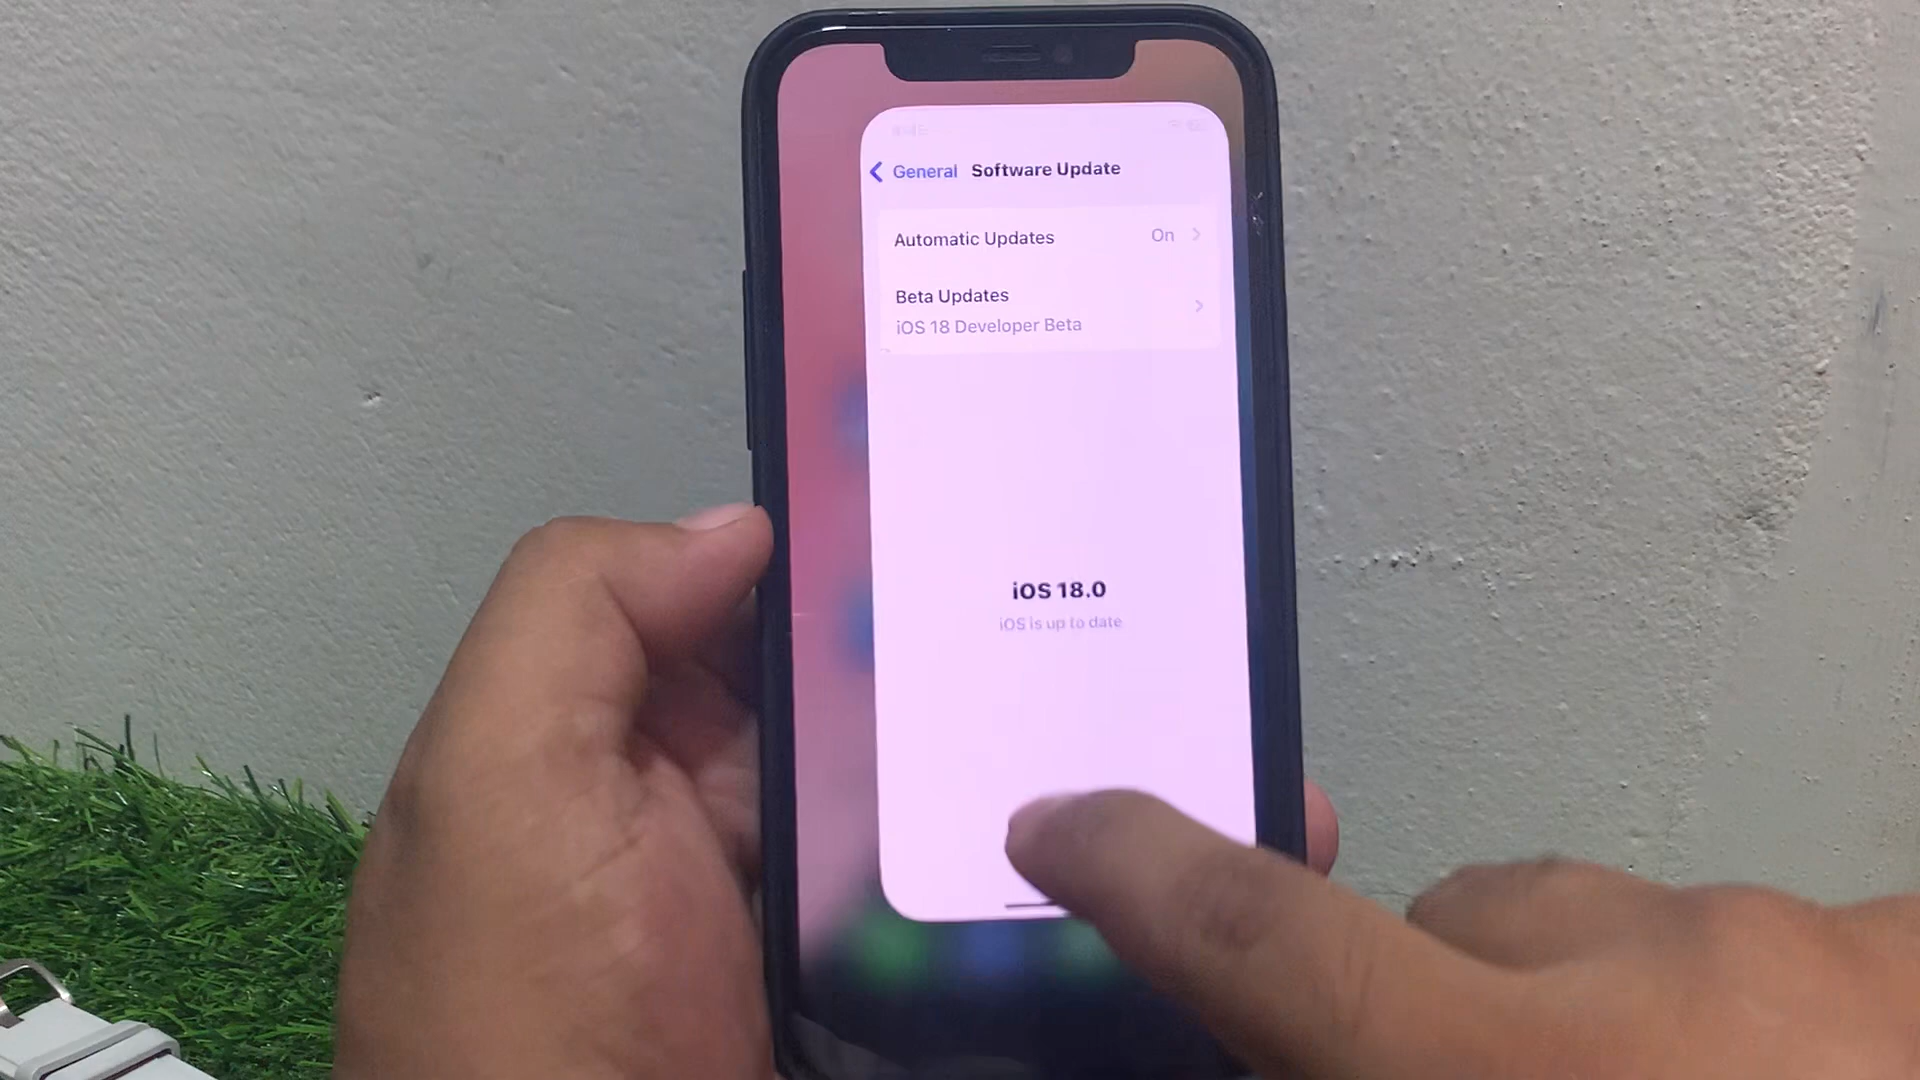 General Software Update
Automatic Updates On
Beta Updates
iOS 18 Developer Beta
iOS 18.0
iOS is up to date